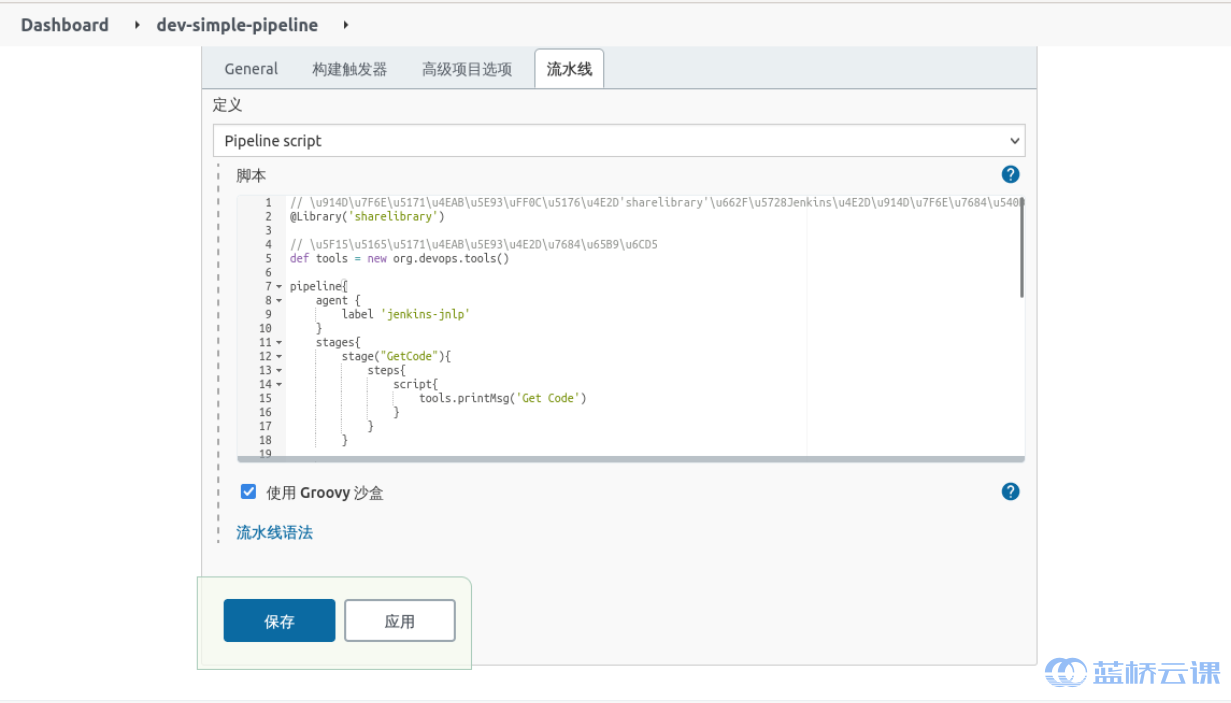 Dashboard ▸ dev-simple-pipeline ▸
General 构建触发器 高级项目选项 流水线
定义
Pipeline script
脚本
1 // \u914D\u7F6E\u5171\u4EAB\u5E93\uFF0C\u5176\u4E2D'sharelibrary'\u662F\u5728Jenkins\u4E2D\u914D\u7F6E\u7684\u540D
2 @Library('sharelibrary')
3
4 // \u5F15\u5165\u5171\u4EAB\u5E93\u4E2D\u7684\u65B9\u6CD5
5 def tools = new org.devops.tools()
6
7 pipeline{
8 agent {
9 label 'jenkins-jnlp'
10 }
11 stages{
12 stage("GetCode"){
13 steps{
14 script{
15 tools.printMsg('Get Code')
16 }
17 }
18 }
19
使用 Groovy 沙盒
流水线语法
保存 应用
蓝桥云课